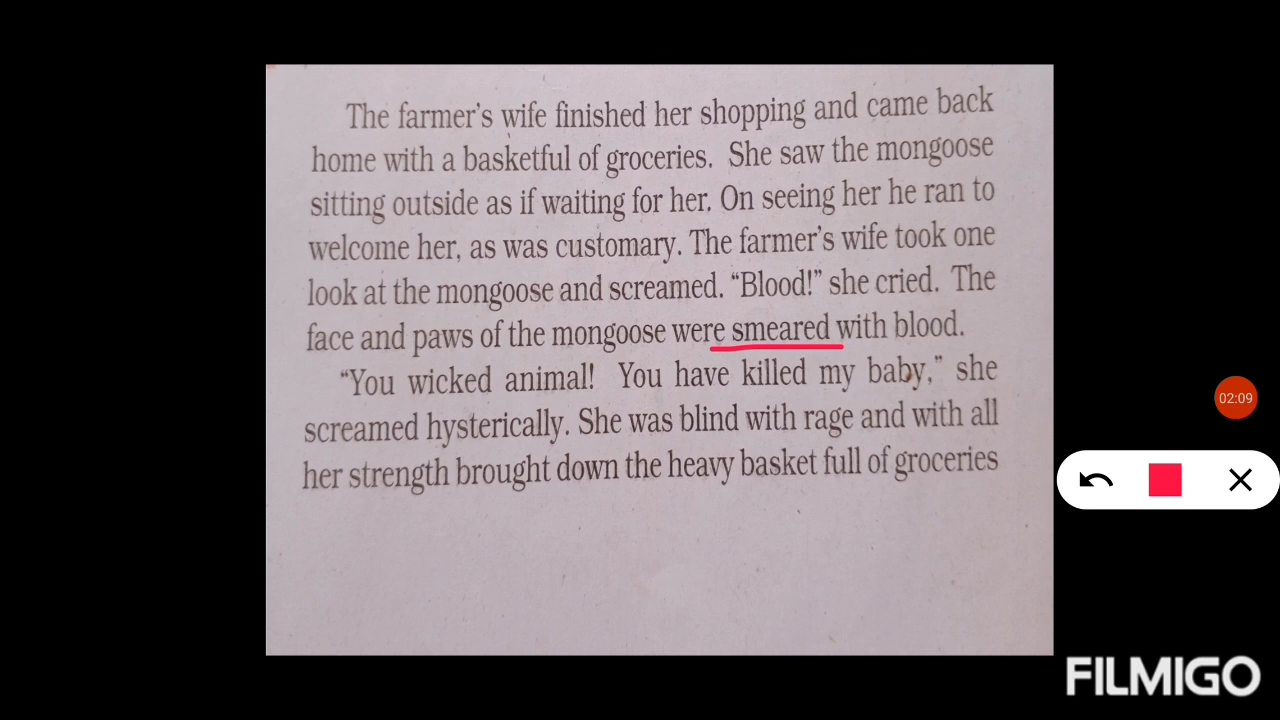 The farmer's wife finished her shopping and came back
home with a basketful of groceries. She saw the mongoose
sitting outside as if waiting for her. On seeing her he ran to
welcome her, as was customary. The farmer's wife took one
look at the mongoose and screamed. “Blood!” she cried. The
face and paws of the mongoose were smeared with blood.
“You wicked animal! You have killed my baby,” she
screamed hysterically. She was blind with rage and with all
her strength brought down the heavy basket full of groceries
02:09
FILMIGO